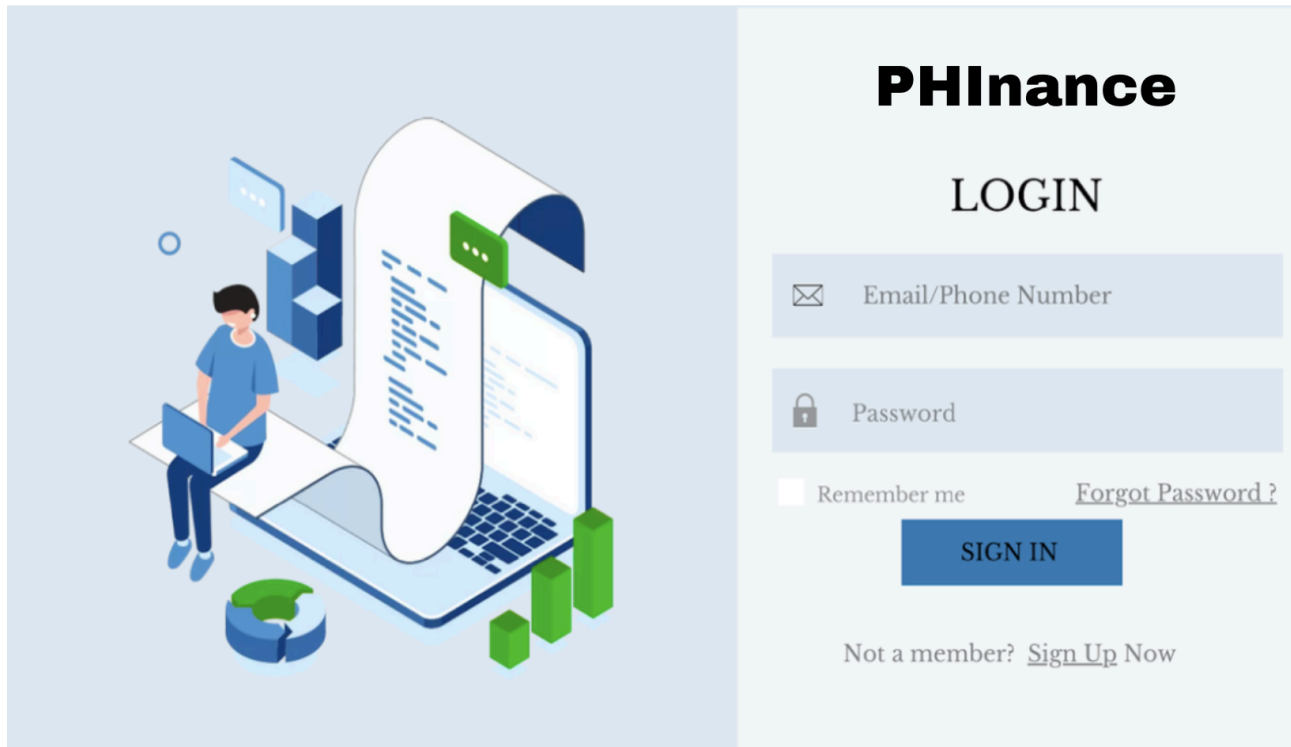 PHInance
LOGIN
Email/Phone Number
Password
Remember me
Forgot Password ?
SIGN IN
Not a member? Sign Up Now